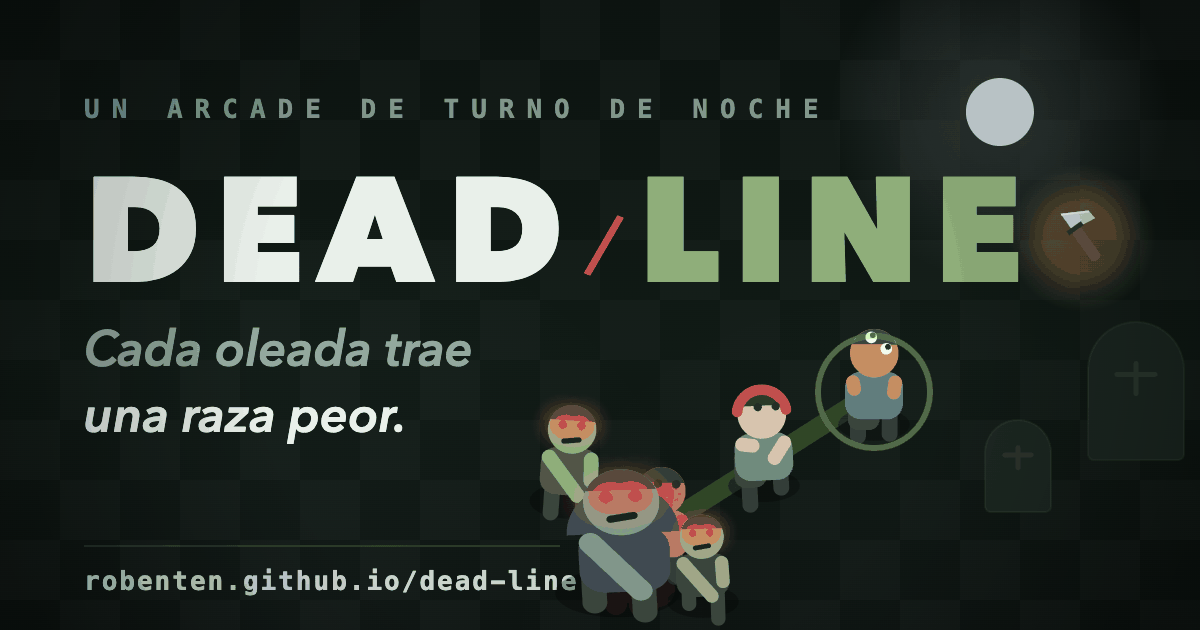 UN ARCADE DE TURNO DE NOCHE
DEAD/LINE
Cada oleada trae
una raza peor.
robenten.github.io/dead-line